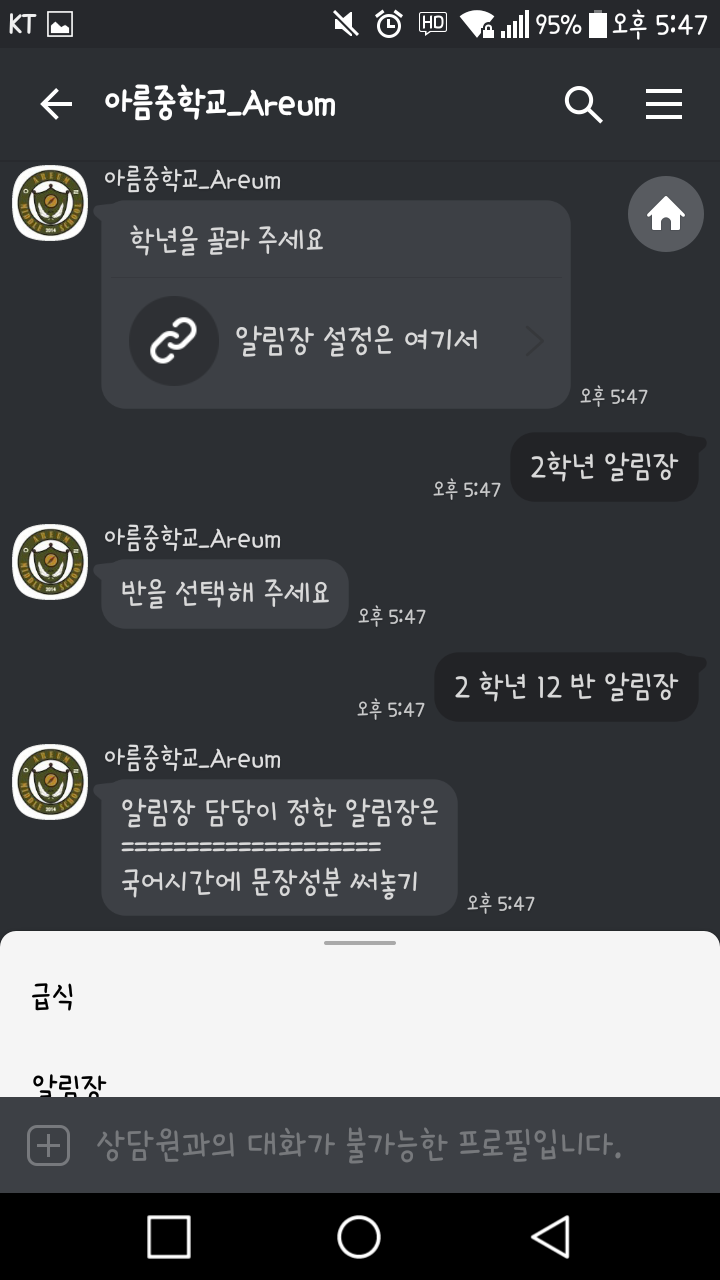 KT HD 95% 오후 5:47
아름중학교_Areum
아름중학교_Areum
학년을 골라 주세요
알림장 설정은 여기서
오후 5:47
2학년 알림장
오후 5:47
아름중학교_Areum
반을 선택해 주세요
오후 5:47
2 학년 12 반 알림장
오후 5:47
아름중학교_Areum
알림장 담당이 정한 알림장은
====================
국어시간에 문장성분 써놓기
오후 5:47
급식
알림장
상담원과의 대화가 불가능한 프로필입니다.